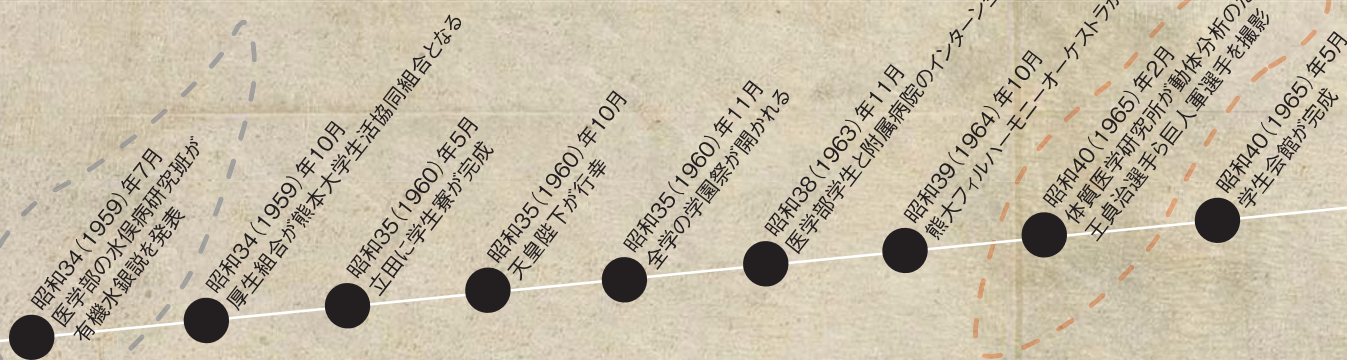 昭和34（1959）年7月
医学部の水俣病研究班が
有機水銀説を発表
昭和34（1959）年10月
厚生組合が熊本大学生活協同組合となる
昭和35（1960）年5月
立田に学生寮が完成
昭和35（1960）年10月
天皇陛下が行幸
昭和35（1960）年11月
全学の学園祭が開かれる
昭和38（1963）年11月
医学部学生と附属病院のインターン
昭和39（1964）年10月
熊大フィルハーモニーオーケストラが
昭和40（1965）年2月
体質医学研究所が動体分析の
王貞治選手ら巨人軍選手を撮影
昭和40（1965）年5月
学生会館が完成